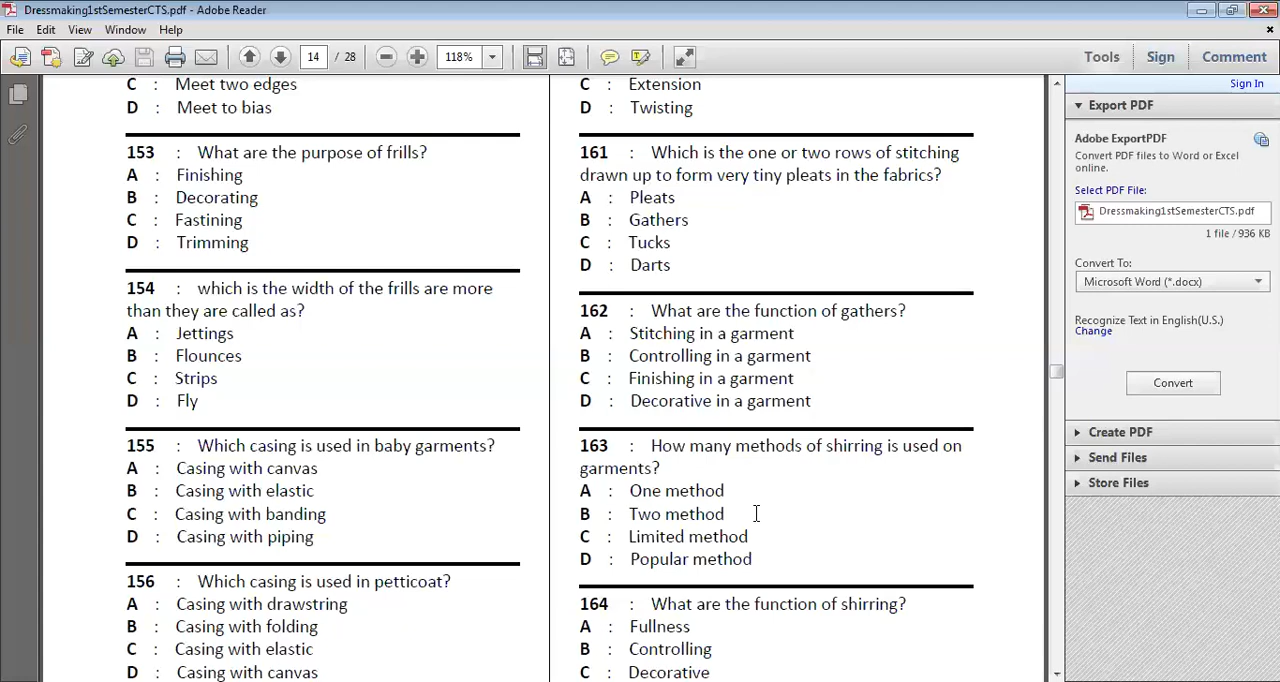 Dressmaking1stSemesterCTS.pdf - Adobe Reader
File Edit View Window Help
14 / 28 118% Tools Sign Comment
C : Meet two edges
D : Meet to bias
153 : What are the purpose of frills?
A : Finishing
B : Decorating
C : Fastining
D : Trimming
154 : which is the width of the frills are more
than they are called as?
A : Jettings
B : Flounces
C : Strips
D : Fly
155 : Which casing is used in baby garments?
A : Casing with canvas
B : Casing with elastic
C : Casing with banding
D : Casing with piping
156 : Which casing is used in petticoat?
A : Casing with drawstring
B : Casing with folding
C : Casing with elastic
D : Casing with canvas
C : Extension
D : Twisting
161 : Which is the one or two rows of stitching
drawn up to form very tiny pleats in the fabrics?
A : Pleats
B : Gathers
C : Tucks
D : Darts
162 : What are the function of gathers?
A : Stitching in a garment
B : Controlling in a garment
C : Finishing in a garment
D : Decorative in a garment
163 : How many methods of shirring is used on
garments?
A : One method
B : Two method
C : Limited method
D : Popular method
164 : What are the function of shirring?
A : Fullness
B : Controlling
C : Decorative
Sign In
Export PDF
Adobe ExportPDF
Convert PDF files to Word or Excel
online.
Select PDF File:
Dressmaking1stSemesterCTS.pdf
1 file / 936 KB
Convert To:
Microsoft Word (*.docx)
Recognize Text in English(U.S.)
Change
Convert
Create PDF
Send Files
Store Files